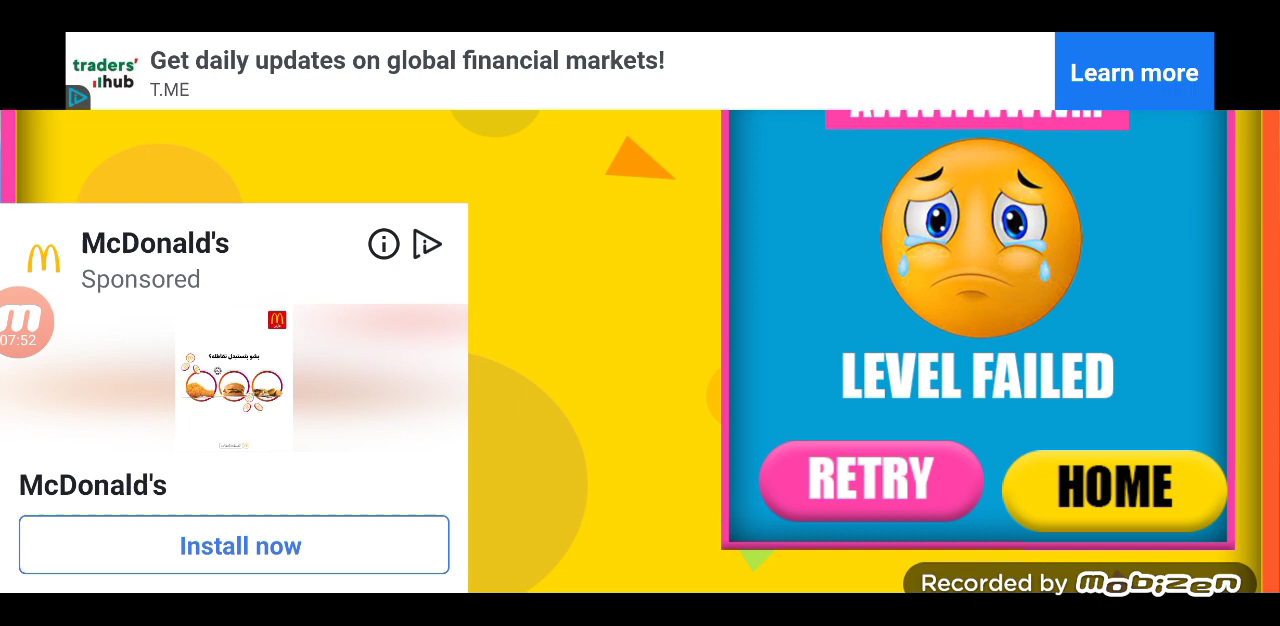 traders'
hub
Get daily updates on global financial markets!
T.ME
Learn more
McDonald's
Sponsored
07:52
McDonald's
Install now
LEVEL FAILED
RETRY
HOME
Recorded by mobizen